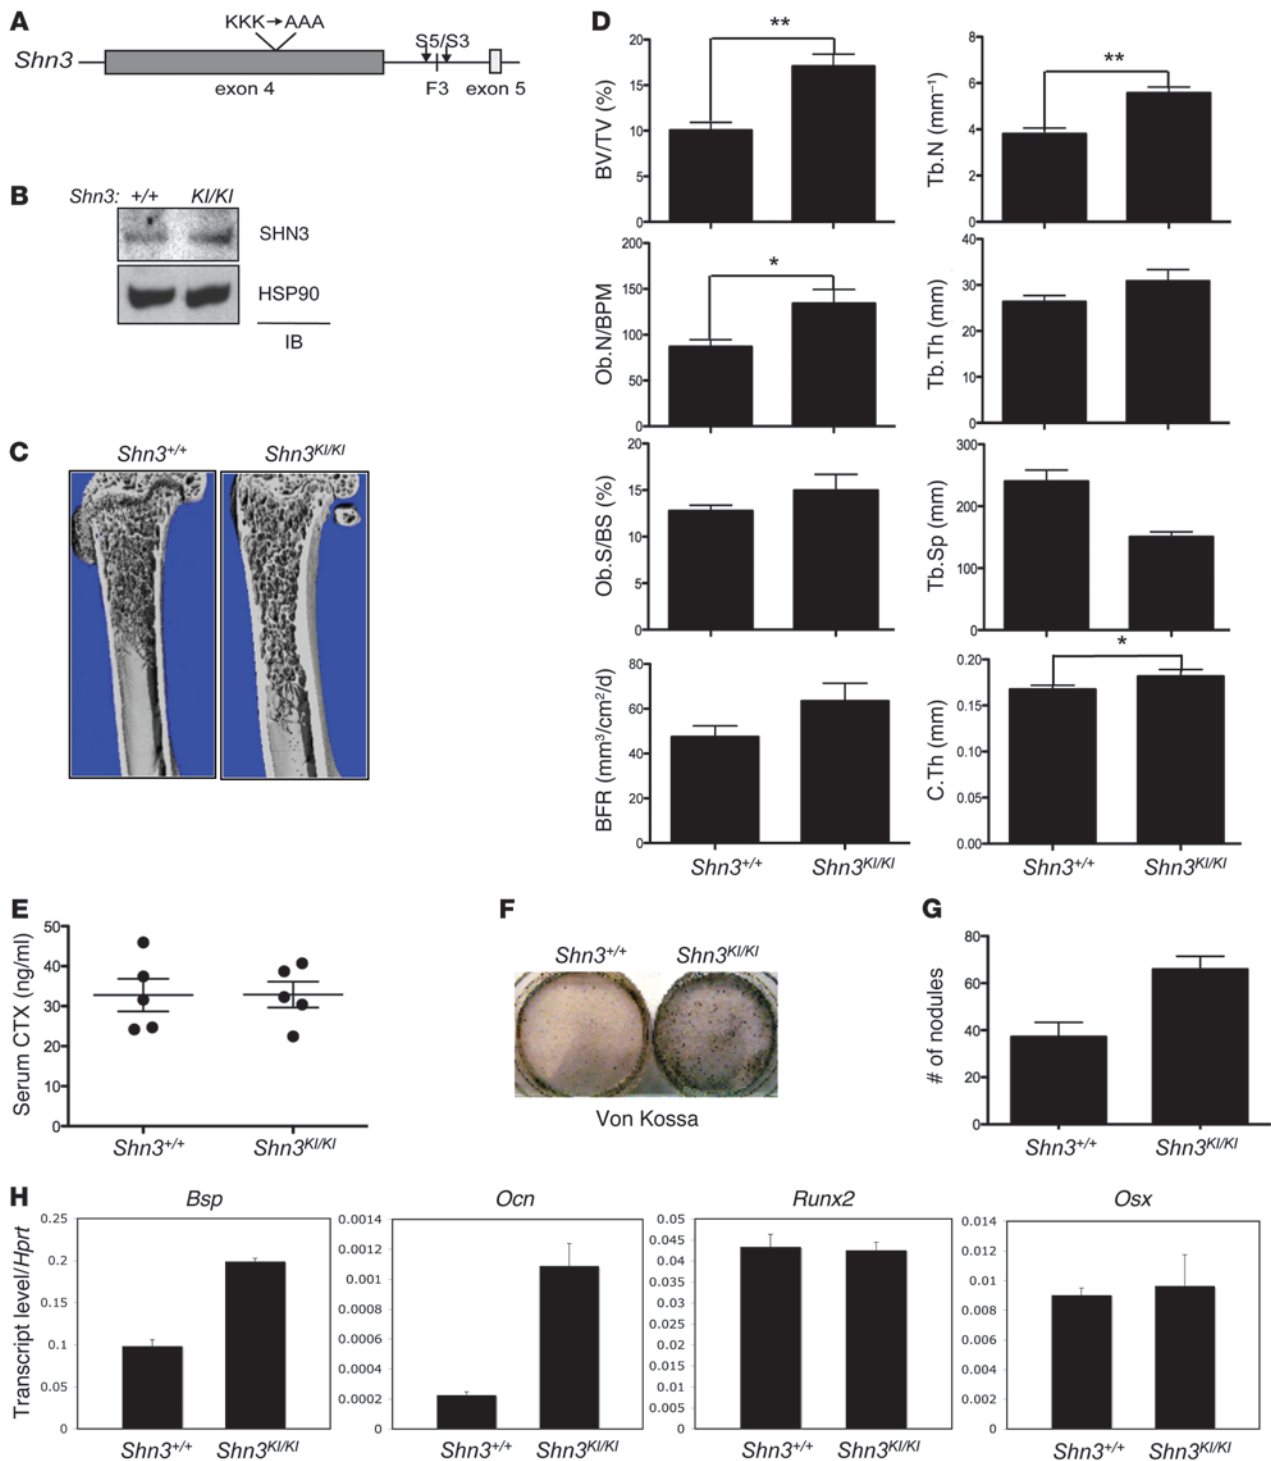 A
KKK→AAA
Shn3
S5/S3
exon 4
F3
exon 5
B
Shn3: +/+ KI/KI
SHN3
HSP90
IB
C
Shn3+/+ Shn3KI/KI
D
**
BV/TV (%)
20
15
10
5
0
**
Tb.N (mm–1)
8
6
4
2
0
*
Ob.N/BPM
200
150
100
50
0
Tb.Th (mm)
40
30
20
10
0
Ob.S/BS (%)
20
15
10
5
0
Tb.Sp (mm)
300
200
100
0
BFR (mm3/cm2/d)
80
60
40
20
0
Shn3+/+ Shn3KI/KI
*
C.Th (mm)
0.20
0.15
0.10
0.05
0.00
Shn3+/+ Shn3KI/KI
E
Serum CTX (ng/ml)
50
40
30
20
10
0
Shn3+/+ Shn3KI/KI
F
Shn3+/+ Shn3KI/KI
Von Kossa
G
# of nodules
80
60
40
20
0
Shn3+/+ Shn3KI/KI
H
Transcript level/Hprt
Bsp
0.25
0.2
0.15
0.1
0.05
0
Shn3+/+ Shn3KI/KI
Ocn
0.0014
0.0012
0.001
0.0008
0.0006
0.0004
0.0002
0
Shn3+/+ Shn3KI/KI
Runx2
0.05
0.045
0.04
0.035
0.03
0.025
0.02
0.015
0.01
0.005
0
Shn3+/+ Shn3KI/KI
Osx
0.014
0.012
0.01
0.008
0.006
0.004
0.002
0
Shn3+/+ Shn3KI/KI